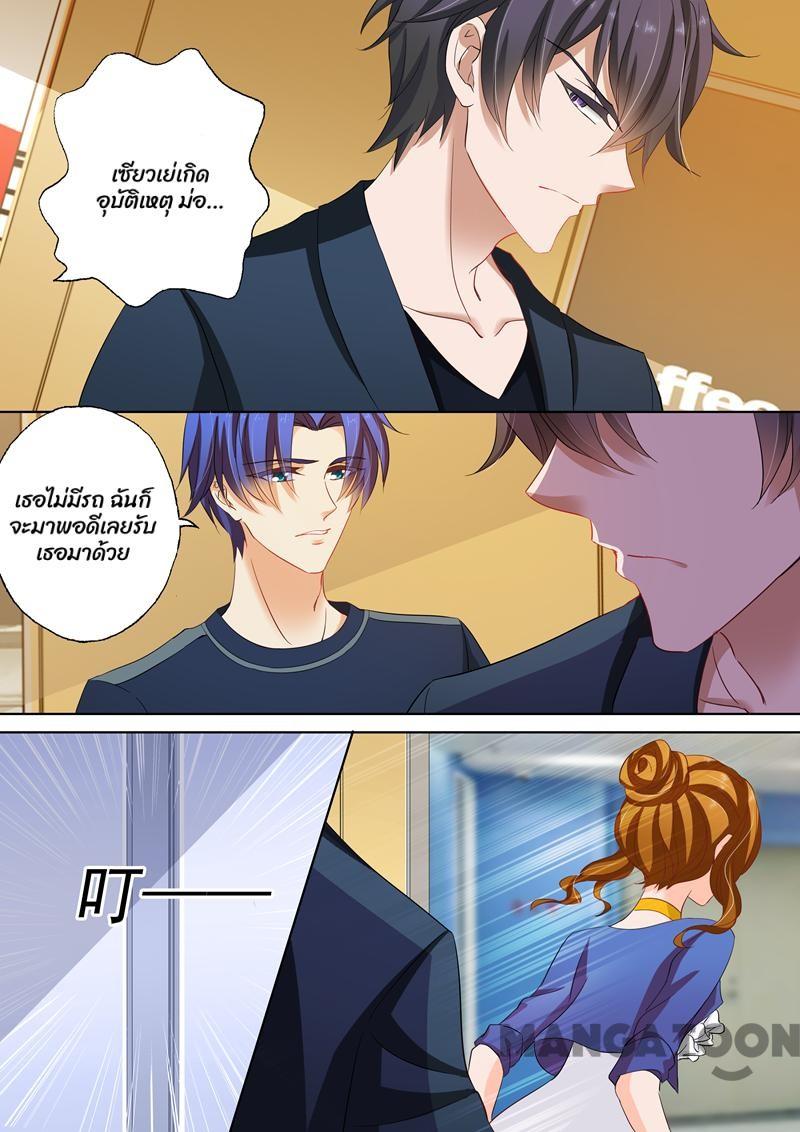 เซียวเย่เกิด
อุบัติเหตุ ม่อ...
ffee
เธอไม่มีรถ ฉันก็
จะมาพอดีเลยรับ
เธอมาด้วย
叮——
MANGATOON